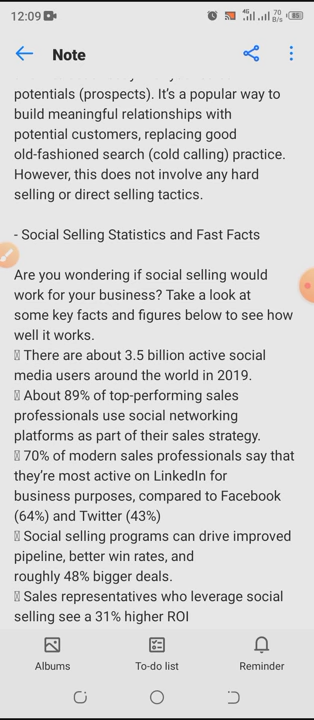 12:09
4G
70
B/s
85
Note
potentials (prospects). It's a popular way to
build meaningful relationships with
potential customers, replacing good
old-fashioned search (cold calling) practice.
However, this does not involve any hard
selling or direct selling tactics.
- Social Selling Statistics and Fast Facts
Are you wondering if social selling would
work for your business? Take a look at
some key facts and figures below to see how
well it works.
There are about 3.5 billion active social
media users around the world in 2019.
About 89% of top-performing sales
professionals use social networking
platforms as part of their sales strategy.
70% of modern sales professionals say that
they're most active on LinkedIn for
business purposes, compared to Facebook
(64%) and Twitter (43%)
Social selling programs can drive improved
pipeline, better win rates, and
roughly 48% bigger deals.
Sales representatives who leverage social
selling see a 31% higher ROI
Albums
To-do list
Reminder